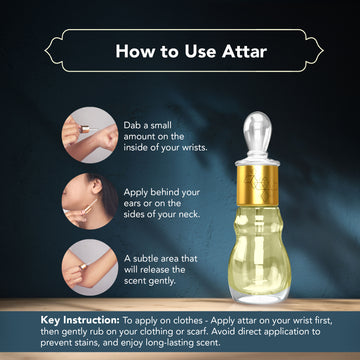 How to Use Attar
Dab a small
amount on the
inside of your wrists.
Apply behind your
ears or on the
sides of your neck.
A subtle area that
will release the
scent gently.
Key Instruction: To apply on clothes - Apply attar on your wrist first,
then gently rub on your clothing or scarf. Avoid direct application to
prevent stains, and enjoy long-lasting scent.